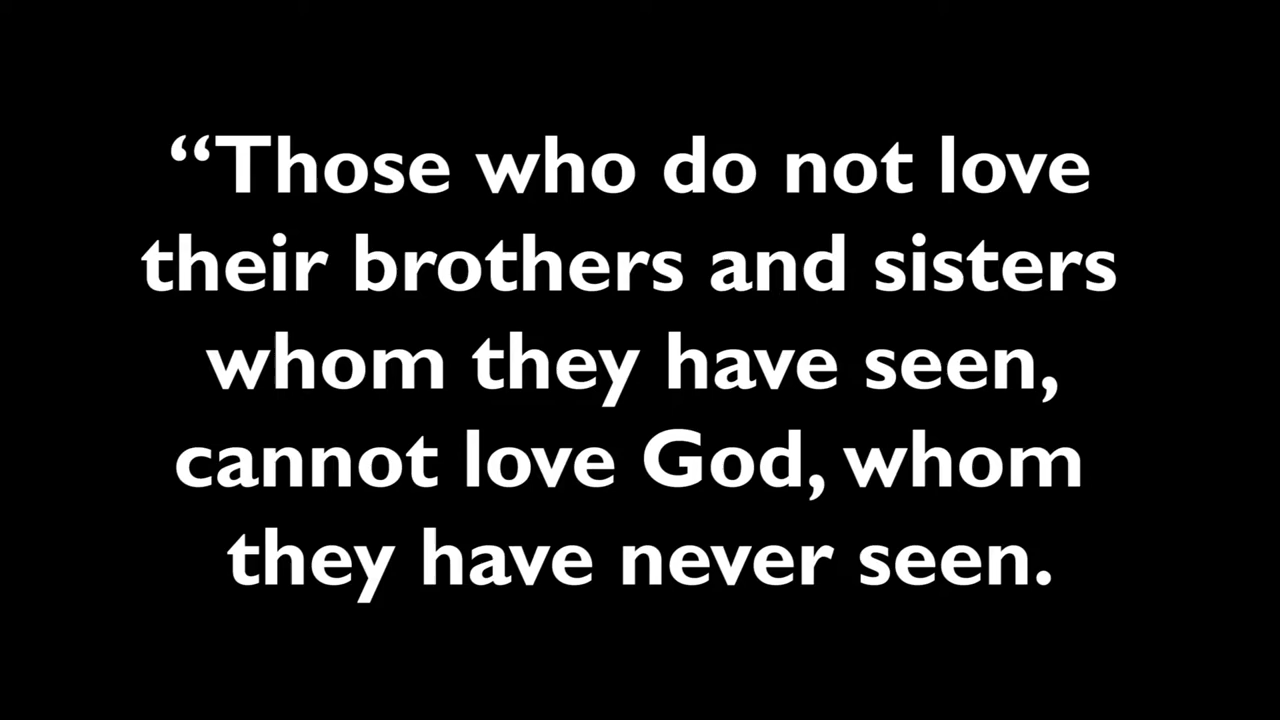 “Those who do not love
their brothers and sisters
whom they have seen,
cannot love God, whom
they have never seen.